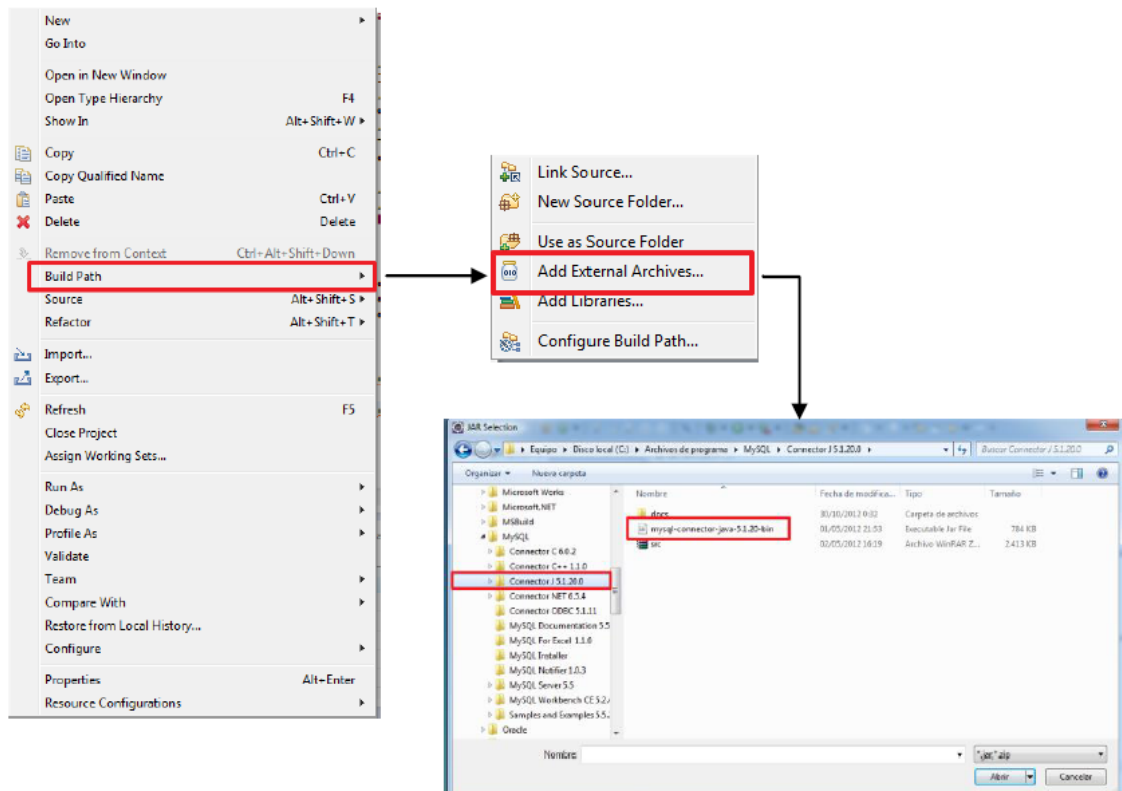 New
Go Into
Open in New Window
Open Type Hierarchy F4
Show In Alt+Shift+W
Copy Ctrl+C
Copy Qualified Name
Paste Ctrl+V
Delete Delete
Remove from Context Ctrl+Alt+Shift+Down
Build Path
Source Alt+Shift+S
Refactor Alt+Shift+T
Import...
Export...
Refresh F5
Close Project
Assign Working Sets...
Run As
Debug As
Profile As
Validate
Team
Compare With
Restore from Local History...
Configure
Properties Alt+Enter
Resource Configurations
Link Source...
New Source Folder...
Use as Source Folder
Add External Archives...
Add Libraries...
Configure Build Path...
JAR Selection
Equipo Disco local (C:) Archivos de programa MySQL Connector J 5.1.20.0
Buscar Connector J 5.1.20.0
Organizar Nueva carpeta
Microsoft Works
Microsoft.NET
MSBuild
MySQL
Connector C 6.0.2
Connector C++ 1.1.0
Connector J 5.1.20.0
Connector NET 6.5.4
Connector ODBC 5.1.11
MySQL Documentation 5.5
MySQL For Excel 1.1.0
MySQL Installer
MySQL Notifier 1.0.3
MySQL Server 5.5
MySQL Workbench CE 5.2.
Samples and Examples 5.5.
Oracle
Nombre Fecha de modifica... Tipo Tamaño
docs 30/10/2012 0:32 Carpeta de archivos
mysql-connector-java-5.1.20-bin 01/05/2012 21:53 Executable Jar File 784 KB
src 02/05/2012 16:19 Archivo WinRAR Z... 2.413 KB
Nombre: *.jar;*.zip
Abrir Cancelar